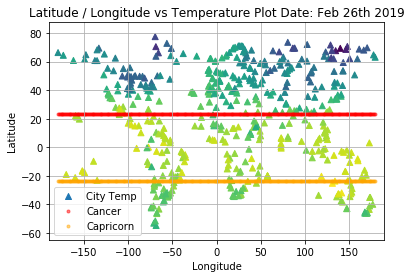 Latitude / Longitude vs Temperature Plot Date: Feb 26th 2019
80
60
40
20
0
−20
−40
−60
Latitude
City Temp
Cancer
Capricorn
−150 −100 −50 0 50 100 150
Longitude